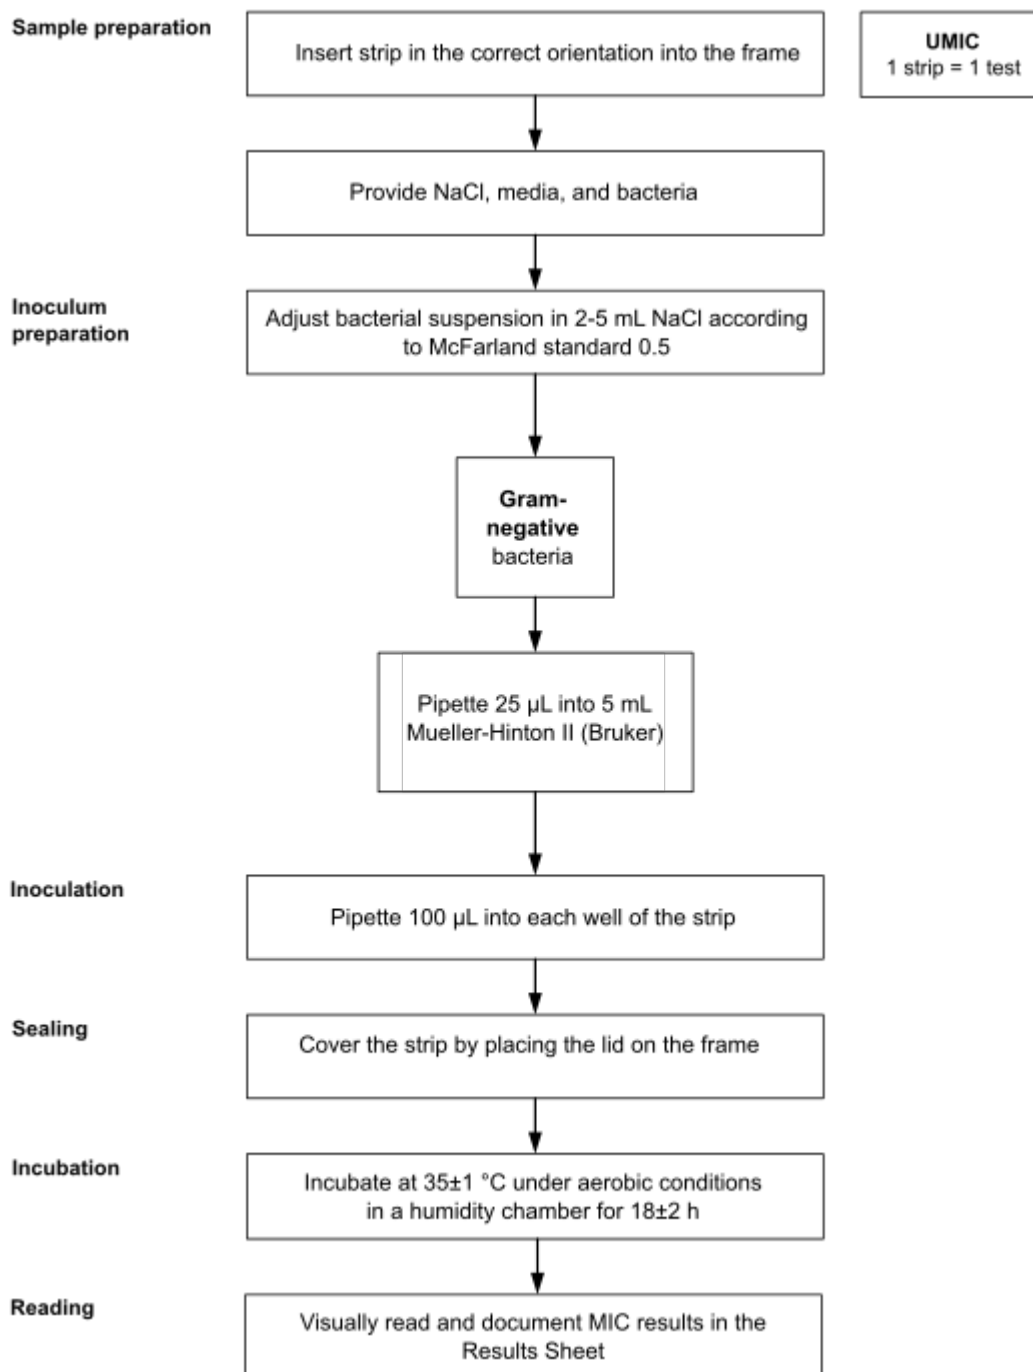 Sample preparation
Insert strip in the correct orientation into the frame
UMIC
1 strip = 1 test
Provide NaCl, media, and bacteria
Inoculum
preparation
Adjust bacterial suspension in 2-5 mL NaCl according
to McFarland standard 0.5
Gram-
negative
bacteria
Pipette 25 µL into 5 mL
Mueller-Hinton II (Bruker)
Inoculation
Pipette 100 µL into each well of the strip
Sealing
Cover the strip by placing the lid on the frame
Incubation
Incubate at 35±1 °C under aerobic conditions
in a humidity chamber for 18±2 h
Reading
Visually read and document MIC results in the
Results Sheet